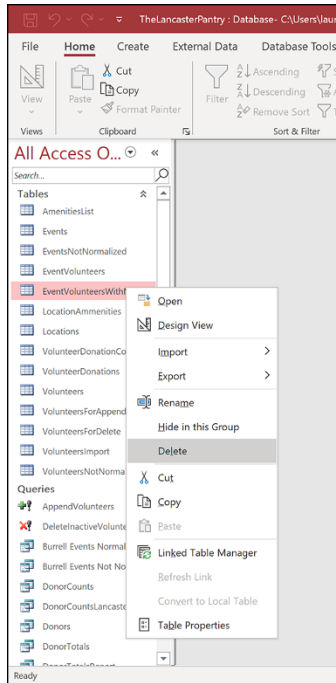 TheLancasterPantry : Database- C:\Users\lau
File Home Create External Data Database Tools
View
Paste
Cut
Copy
Format Painter
Filter
Ascending
Descending
Remove Sort
Views Clipboard Sort & Filter
All Access O...
Search...
Tables
AmenitiesList
Events
EventsNotNormalized
EventVolunteers
EventVolunteersWith
LocationAmmenities
Locations
VolunteerDonationCo
VolunteerDonations
Volunteers
VolunteersForAppend
VolunteersForDelete
VolunteersImport
VolunteersNotNorma
Queries
AppendVolunteers
DeleteInactiveVolunte
Burrell Events Normal
Burrell Events Not No
DonorCounts
DonorCountsLancaste
Donors
DonorTotals
DonorTotalsReport
Open
Design View
Import
Export
Rename
Hide in this Group
Delete
Cut
Copy
Paste
Linked Table Manager
Refresh Link
Convert to Local Table
Table Properties
Ready